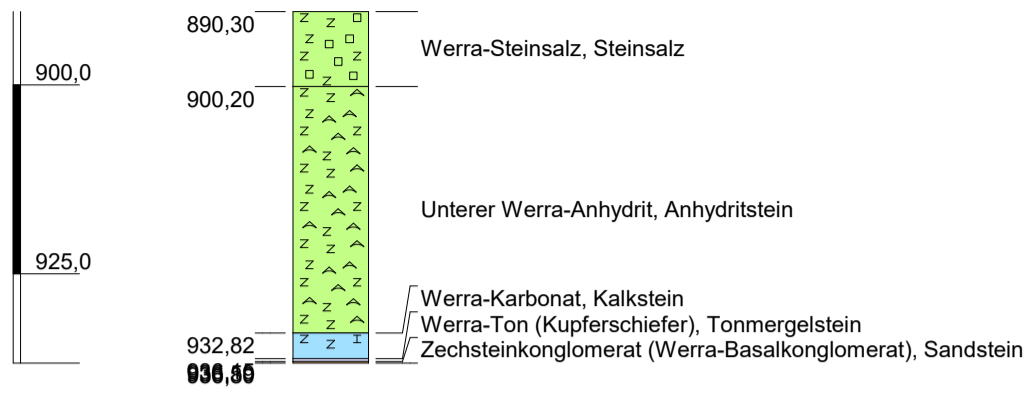 890,30
Werra-Steinsalz, Steinsalz
900,0
900,20
Unterer Werra-Anhydrit, Anhydritstein
925,0
Werra-Karbonat, Kalkstein
Werra-Ton (Kupferschiefer), Tonmergelstein
932,82
Zechsteinkonglomerat (Werra-Basalkonglomerat), Sandstein